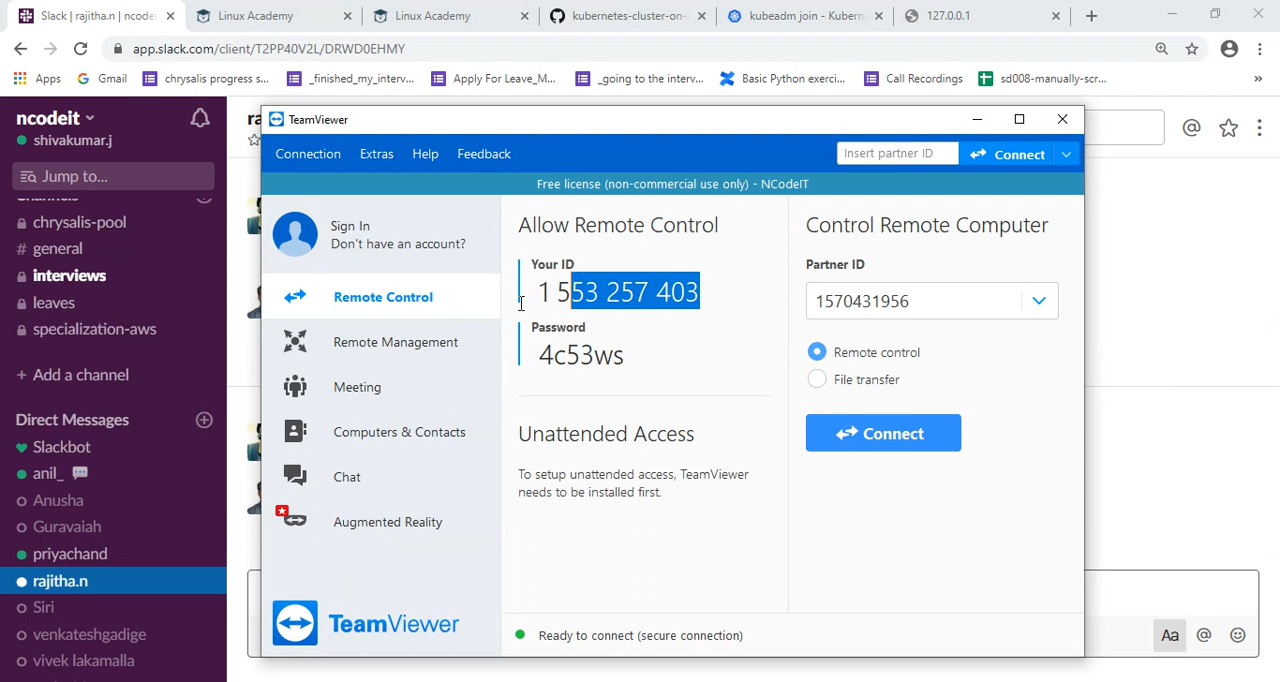 Slack | rajitha.n | ncode
Linux Academy
Linux Academy
kubernetes-cluster-on-
kubeadm join - Kubern
127.0.0.1
app.slack.com/client/T2PP40V2L/DRWD0EHMY
Apps
Gmail
chrysalis progress s...
_finished_my_interv...
Apply For Leave_M...
_going to the interv...
Basic Python exerci...
Call Recordings
sd008-manually-scr...
»
ncodeit
shivakumar.j
Jump to...
chrysalis-pool
# general
interviews
leaves
specialization-aws
+ Add a channel
Direct Messages
Slackbot
anil_
Anusha
Guravaiah
priyachand
rajitha.n
Siri
venkateshgadige
vivek lakamalla
ra
TeamViewer
Connection
Extras
Help
Feedback
Insert partner ID
Connect
Free license (non-commercial use only) - NCodeIT
Sign In
Don't have an account?
Remote Control
Remote Management
Meeting
Computers & Contacts
Chat
Augmented Reality
TeamViewer
Allow Remote Control
Your ID
1 553 257 403
Password
4c53ws
Unattended Access
To setup unattended access, TeamViewer
needs to be installed first.
Control Remote Computer
Partner ID
1570431956
Remote control
File transfer
Connect
Ready to connect (secure connection)
Aa
@